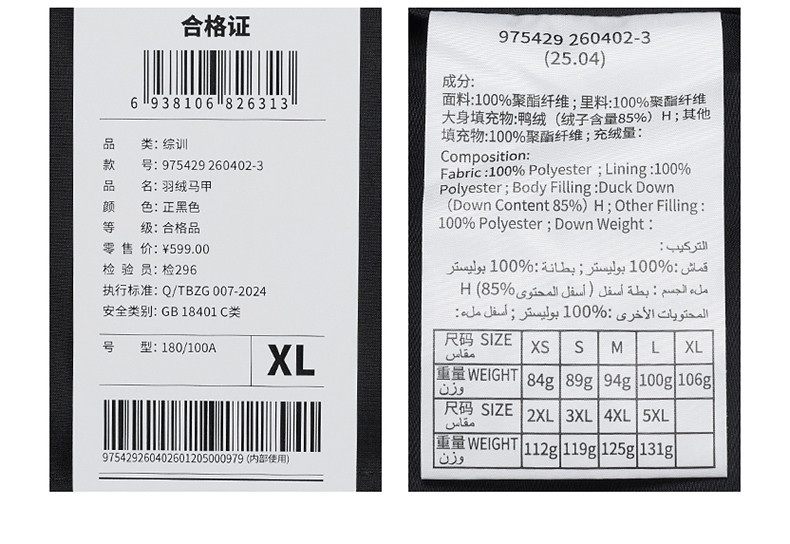 合格证
6 938106 826313
品 类: 综训
款 号: 975429 260402-3
品 名: 羽绒马甲
颜 色: 正黑色
等 级: 合格品
零 售 价: ¥599.00
检 验 员: 检296
执行标准: Q/TBZG 007-2024
安全类别: GB 18401 C类
号 型: 180/100A
XL
975429260402601205000979 (内部使用)
975429 260402-3
(25.04)
成分:
面料:100%聚酯纤维；里料:100%聚酯纤维
大身填充物:鸭绒（绒子含量85%）H；其他
填充物:100%聚酯纤维；充绒量:
Composition:
Fabric :100% Polyester ; Lining :100%
Polyester ; Body Filling :Duck Down
（Down Content 85%）H ; Other Filling :
100% Polyester ; Down Weight :
التركيب:
قماش:100% بوليستر ; بطانة:100% بوليستر
ملء الجسم: بطة أسفل ( أسفل المحتوى85%) H
المحتويات الأخرى:100% بوليستر ; أسفل ملء:
尺码 SIZE مقاس XS S M L XL
重量 WEIGHT وزن 84g 89g 94g 100g 106g
尺码 SIZE مقاس 2XL 3XL 4XL 5XL
重量 WEIGHT وزن 112g 119g 125g 131g